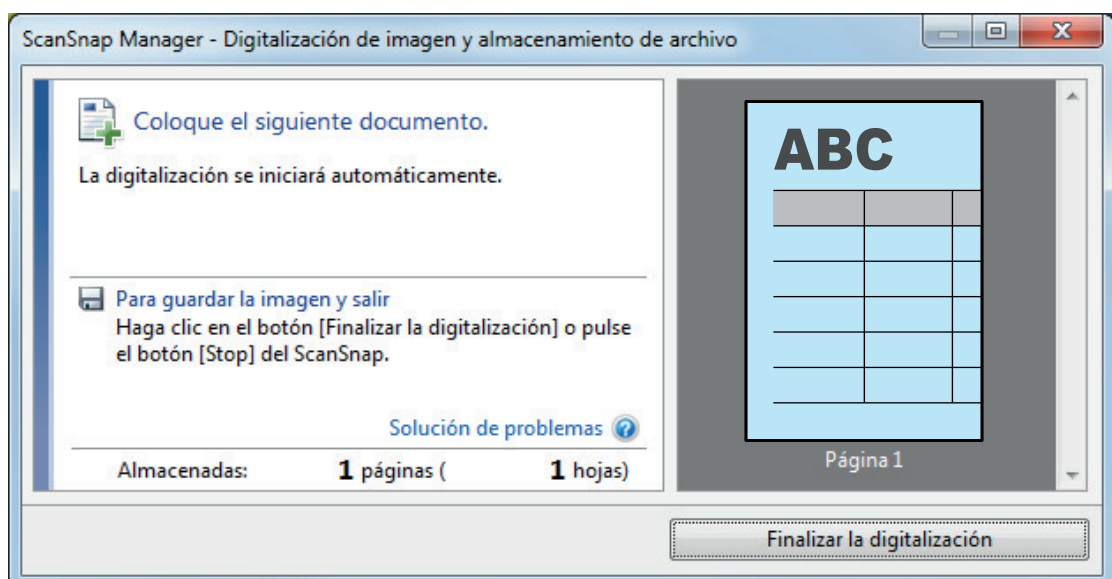 ScanSnap Manager - Digitalización de imagen y almacenamiento de archivo
Coloque el siguiente documento.
La digitalización se iniciará automáticamente.
Para guardar la imagen y salir
Haga clic en el botón [Finalizar la digitalización] o pulse
el botón [Stop] del ScanSnap.
Solución de problemas
Almacenadas: 1 páginas ( 1 hojas)
ABC
Página 1
Finalizar la digitalización